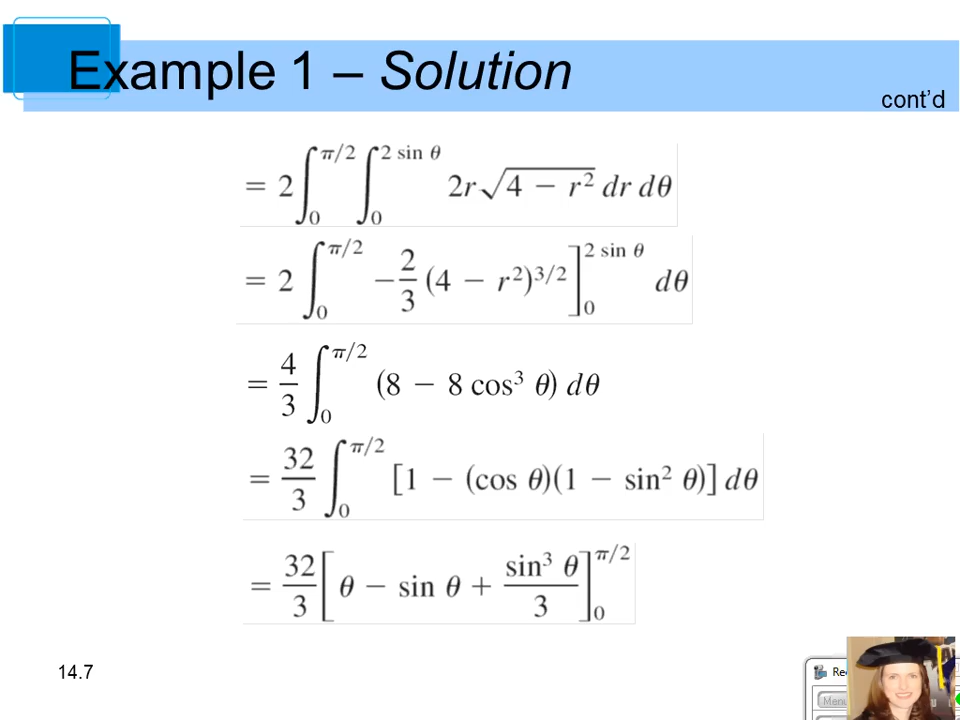 Example 1 – Solution
cont'd
= 2 ∫₀^{π/2} ∫₀^{2 sin θ} 2r√(4 − r²) dr dθ
= 2 ∫₀^{π/2} −2/3 (4 − r²)^{3/2} ]₀^{2 sin θ} dθ
= 4/3 ∫₀^{π/2} (8 − 8 cos³ θ) dθ
= 32/3 ∫₀^{π/2} [1 − (cos θ)(1 − sin² θ)] dθ
= 32/3 [θ − sin θ + sin³ θ/3]₀^{π/2}
14.7
Menu